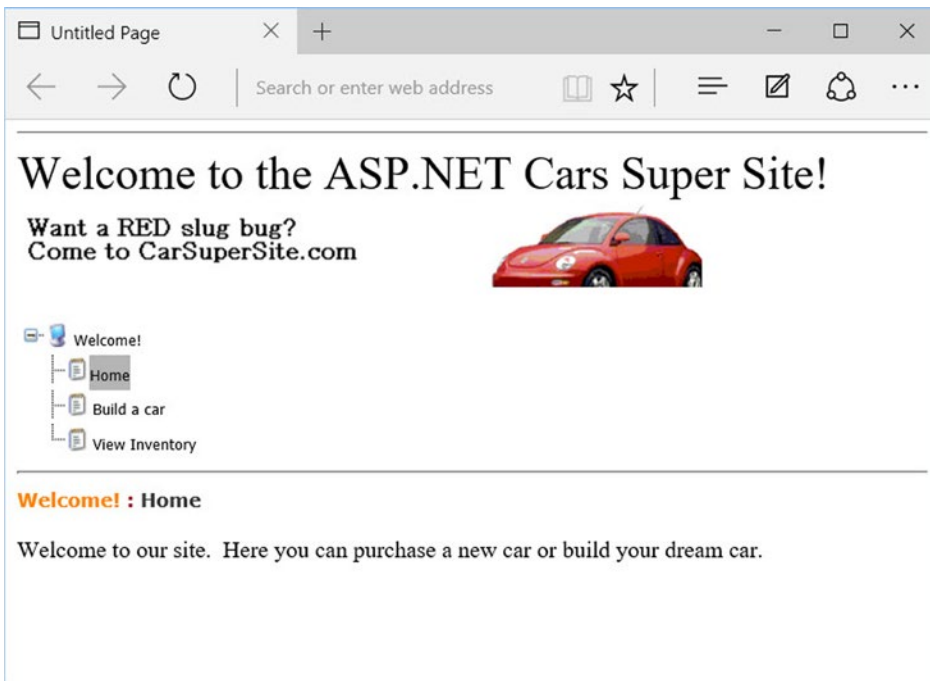 Untitled Page
Search or enter web address
Welcome to the ASP.NET Cars Super Site!
Want a RED slug bug?
Come to CarSuperSite.com
Welcome!
Home
Build a car
View Inventory
Welcome! : Home
Welcome to our site. Here you can purchase a new car or build your dream car.